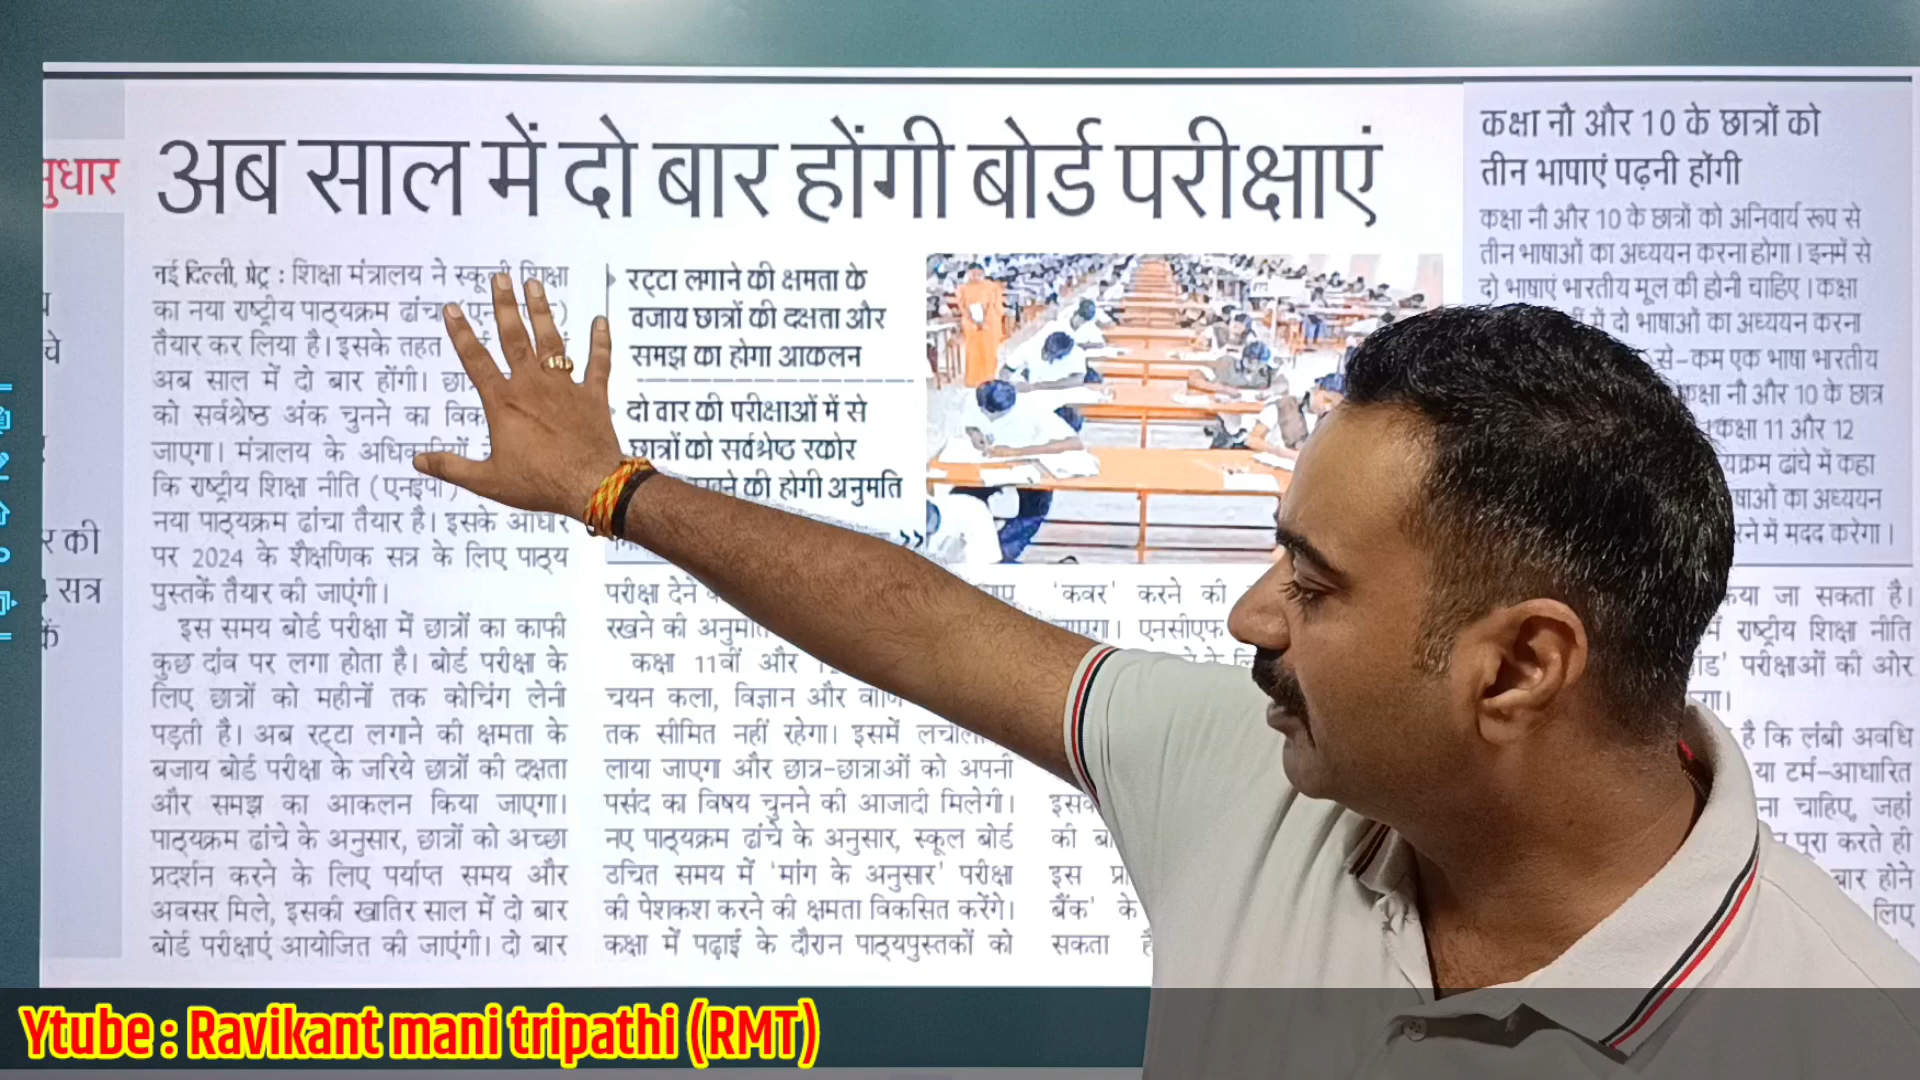 सुधार
र की
सत्र
के
अब साल में दो बार होंगी बोर्ड परीक्षाएं
नई दिल्ली, प्रेट्र : शिक्षा मंत्रालय ने स्कूली शिक्षा
का नया राष्ट्रीय पाठ्यक्रम ढांचा
तैयार कर लिया है। इसके तहत
अब साल में दो बार होंगी।
को सर्वश्रेष्ठ अंक चुनने का
जाएगा। मंत्रालय के
कि राष्ट्रीय शिक्षा नीति (एनईपी)
नया पाठ्यक्रम ढांचा तैयार है। इसके आधार
पर 2024 के शैक्षणिक सत्र के लिए पाठ्य
पुस्तकें तैयार की जाएंगी।
इस समय बोर्ड परीक्षा में छात्रों का काफी
कुछ दांव पर लगा होता है। बोर्ड परीक्षा के
लिए छात्रों को महीनों तक कोचिंग लेनी
पड़ती है। अब रट्टा लगाने की क्षमता के
बजाय बोर्ड परीक्षा के जरिये छात्रों की दक्षता
और समझ का आकलन किया जाएगा।
पाठ्यक्रम ढांचे के अनुसार, छात्रों को अच्छा
प्रदर्शन करने के लिए पर्याप्त समय और
अवसर मिले, इसकी खातिर साल में दो बार
बोर्ड परीक्षाएं आयोजित की जाएंगी। दो बार
रट्टा लगाने की क्षमता के
बजाय छात्रों की दक्षता और
समझ का होगा आकलन
दो बार की परीक्षाओं में से
छात्रों को सर्वश्रेष्ठ स्कोर
की होगी अनुमति
परीक्षा देने
रखने की
कक्षा 11वीं और
चयन कला, विज्ञान और
तक सीमित नहीं रहेगा। इसमें
लाया जाएगा और छात्र-छात्राओं को अपनी
पसंद का विषय चुनने की आजादी मिलेगी।
नए पाठ्यक्रम ढांचे के अनुसार, स्कूल बोर्ड
उचित समय में 'मांग के अनुसार' परीक्षा
की पेशकश करने की क्षमता विकसित करेंगे।
कक्षा में पढ़ाई के दौरान पाठ्यपुस्तकों को
'कवर' करने की
जाएगा। एनसीएफ
की
इस
बैंक' के
सकता
कक्षा नौ और 10 के छात्रों को
तीन भाषाएं पढ़नी होंगी
कक्षा नौ और 10 के छात्रों को अनिवार्य रूप से
तीन भाषाओं का अध्ययन करना होगा। इनमें से
दो भाषाएं भारतीय मूल की होनी चाहिए। कक्षा
में दो भाषाओं का अध्ययन करना
से-कम एक भाषा भारतीय
कक्षा नौ और 10 के छात्र
कक्षा 11 और 12
ढांचे में कहा
का अध्ययन
में मदद करेगा।
जा सकता है।
में राष्ट्रीय शिक्षा नीति
परीक्षाओं की ओर
है कि लंबी अवधि
या टर्म-आधारित
चाहिए, जहां
पूरा करते ही
बार होने
लिए
Ytube : Ravikant mani tripathi (RMT)